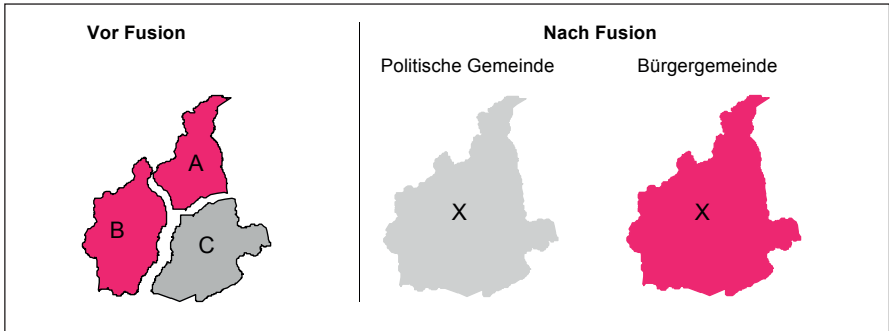 Vor Fusion
Nach Fusion
Politische Gemeinde
Bürgergemeinde
A
B
C
X
X